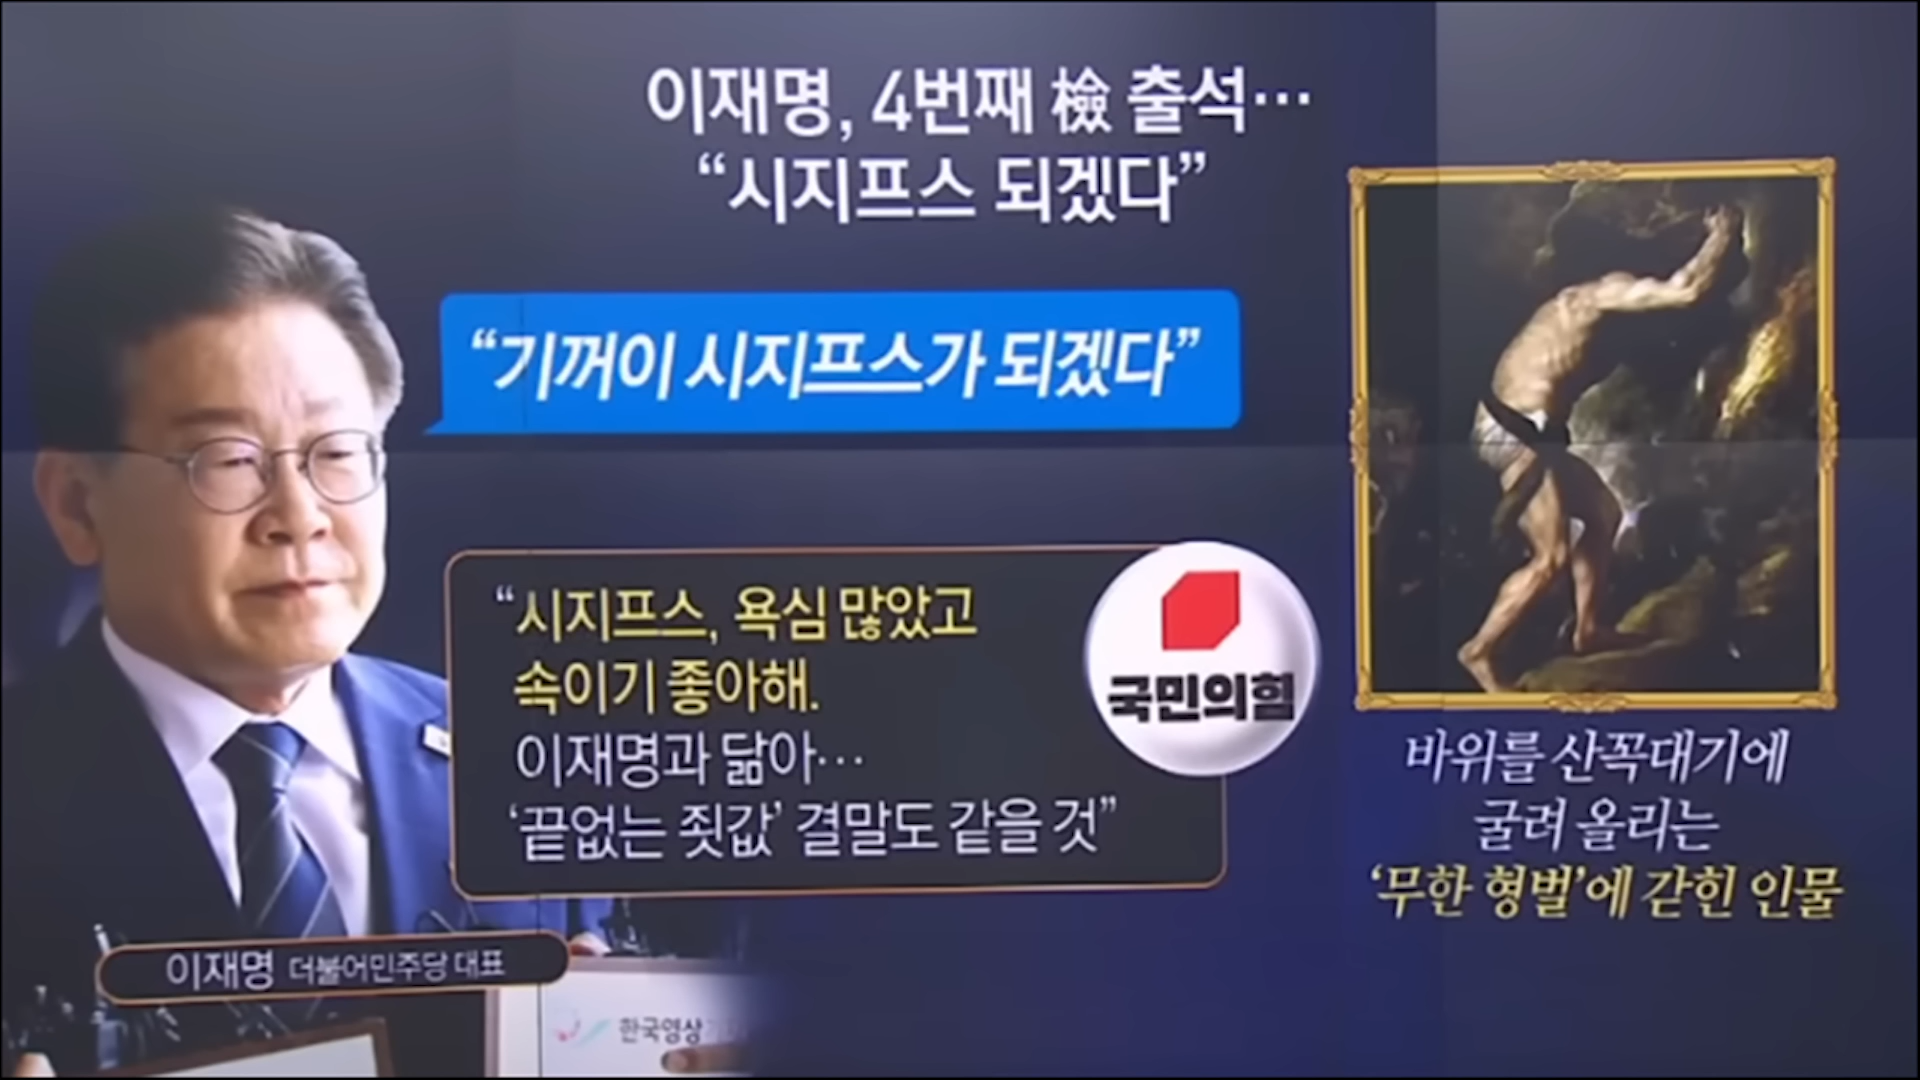 이재명, 4번째 檢 출석…
“시지프스 되겠다”
“기꺼이 시지프스가 되겠다”
“시지프스, 욕심 많았고
속이기 좋아해.
이재명과 닮아…
‘끝없는 죗값’ 결말도 같을 것”
국민의힘
바위를 산꼭대기에
굴려 올리는
‘무한 형벌’에 갇힌 인물
이재명 더불어민주당 대표
한국영상